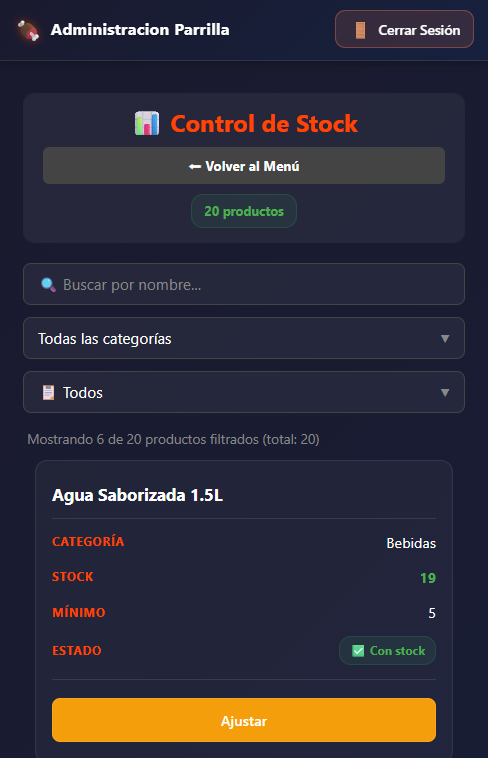 Administracion Parrilla
Cerrar Sesión
Control de Stock
← Volver al Menú
20 productos
Buscar por nombre...
Todas las categorías
Todos
Mostrando 6 de 20 productos filtrados (total: 20)
Agua Saborizada 1.5L
CATEGORÍA Bebidas
STOCK 19
MÍNIMO 5
ESTADO ✅ Con stock
Ajustar